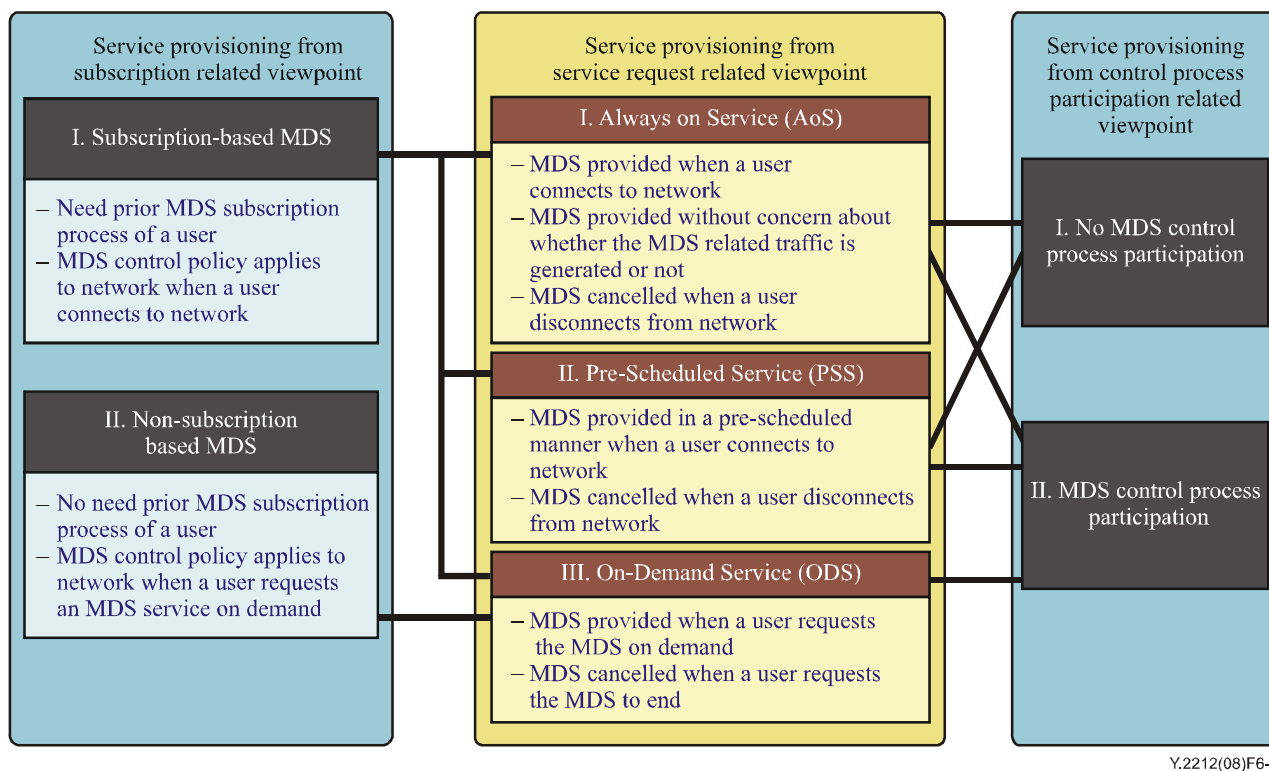 Service provisioning from
subscription related viewpoint
I. Subscription-based MDS
– Need prior MDS subscription
process of a user
– MDS control policy applies
to network when a user
connects to network
II. Non-subscription
based MDS
– No need prior MDS subscription
process of a user
– MDS control policy applies to
network when a user requests
an MDS service on demand
Service provisioning from
service request related viewpoint
I. Always on Service (AoS)
– MDS provided when a user
connects to network
– MDS provided without concern about
whether the MDS related traffic is
generated or not
– MDS cancelled when a user
disconnects from network
II. Pre-Scheduled Service (PSS)
– MDS provided in a pre-scheduled
manner when a user connects to
network
– MDS cancelled when a user disconnects
from network
III. On-Demand Service (ODS)
– MDS provided when a user requests
the MDS on demand
– MDS cancelled when a user requests
the MDS to end
Service provisioning
from control process
participation related
viewpoint
I. No MDS control
process participation
II. MDS control process
participation
Y.2212(08)F6-